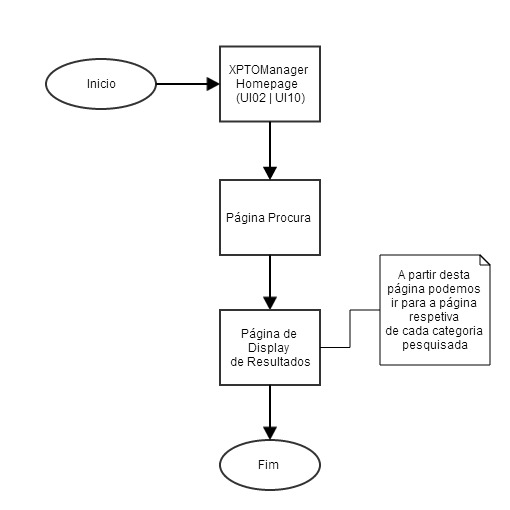 Inicio
XPTOManager
Homepage
(UI02 | UI10)
Página Procura
A partir desta
página podemos
ir para a página
respetiva
de cada categoria
pesquisada
Página de
Display
de Resultados
Fim